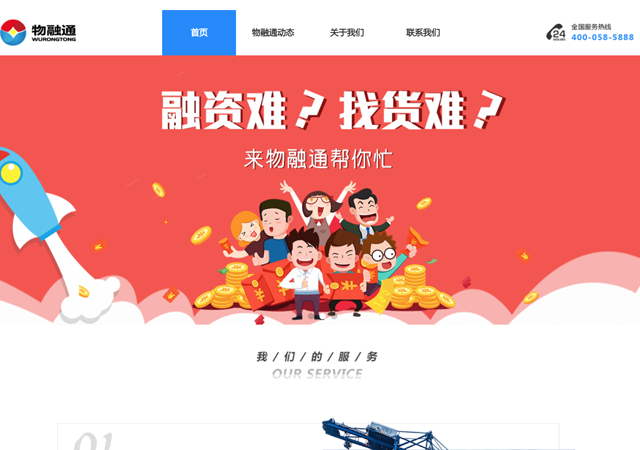 物融通
WURONGTONG
首页
物融通动态
关于我们
联系我们
24
全国服务热线
400-058-5888
融资难？找货难？
来物融通帮你忙
我/们/的/服/务
OUR SERVICE
01